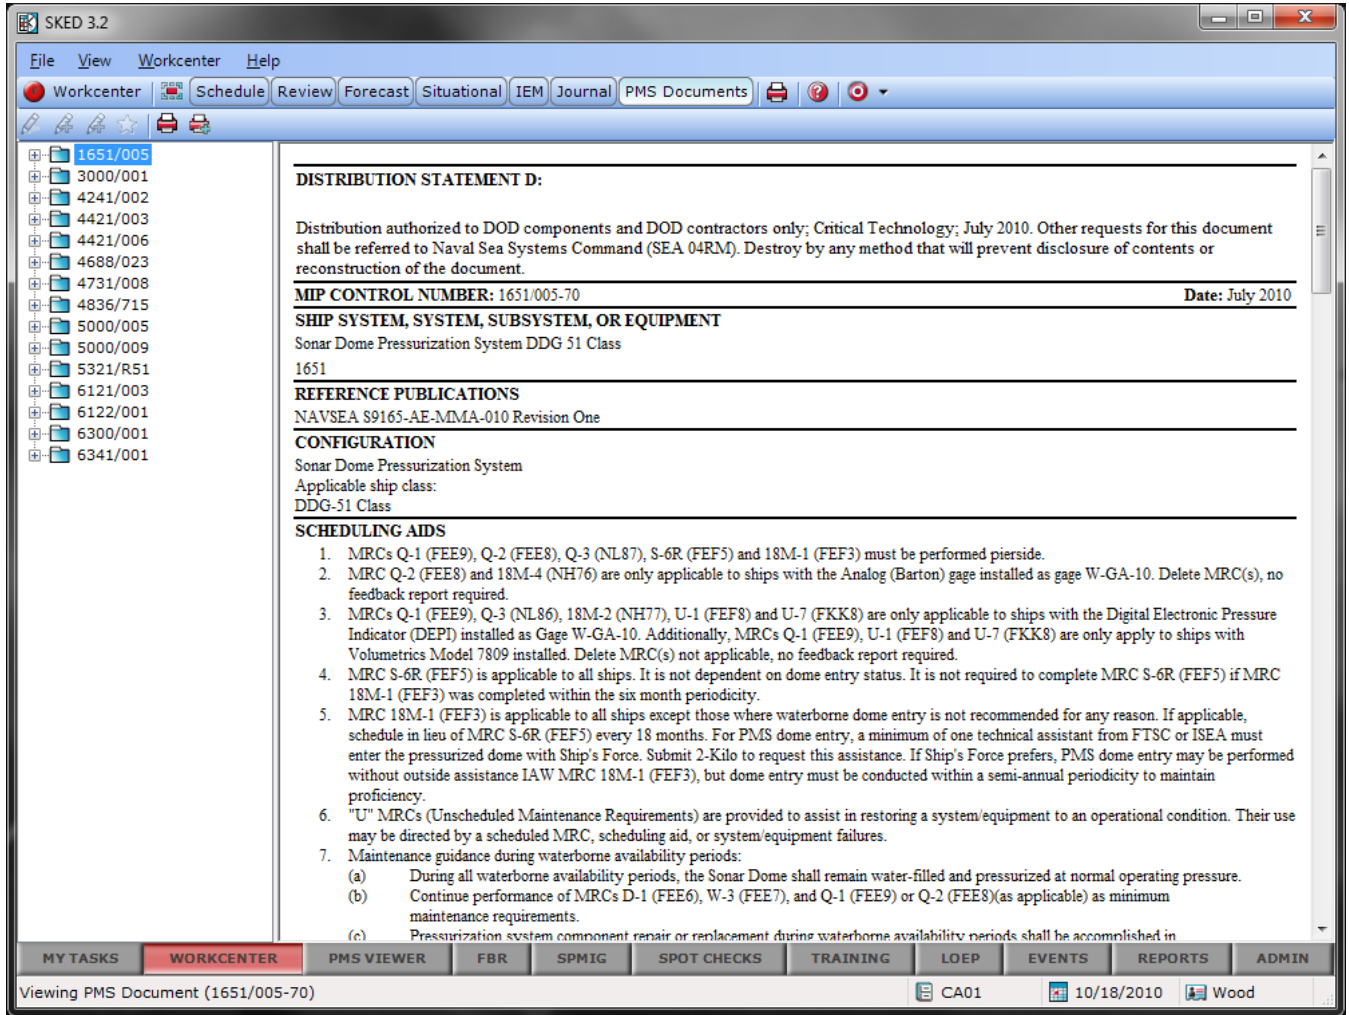 SKED 3.2
File View Workcenter Help
Workcenter Schedule Review Forecast Situational IEM Journal PMS Documents
1651/005
3000/001
4241/002
4421/003
4421/006
4688/023
4731/008
4836/715
5000/005
5000/009
5321/R51
6121/003
6122/001
6300/001
6341/001
DISTRIBUTION STATEMENT D:
Distribution authorized to DOD components and DOD contractors only; Critical Technology; July 2010. Other requests for this document
shall be referred to Naval Sea Systems Command (SEA 04RM). Destroy by any method that will prevent disclosure of contents or
reconstruction of the document.
MIP CONTROL NUMBER: 1651/005-70 Date: July 2010
SHIP SYSTEM, SYSTEM, SUBSYSTEM, OR EQUIPMENT
Sonar Dome Pressurization System DDG 51 Class
1651
REFERENCE PUBLICATIONS
NAVSEA S9165-AE-MMA-010 Revision One
CONFIGURATION
Sonar Dome Pressurization System
Applicable ship class:
DDG-51 Class
SCHEDULING AIDS
1. MRCs Q-1 (FEE9), Q-2 (FEE8), Q-3 (NL87), S-6R (FEF5) and 18M-1 (FEF3) must be performed pierside.
2. MRC Q-2 (FEE8) and 18M-4 (NH76) are only applicable to ships with the Analog (Barton) gage installed as gage W-GA-10. Delete MRC(s), no
feedback report required.
3. MRCs Q-1 (FEE9), Q-3 (NL86), 18M-2 (NH77), U-1 (FEF8) and U-7 (FKK8) are only applicable to ships with the Digital Electronic Pressure
Indicator (DEPI) installed as Gage W-GA-10. Additionally, MRCs Q-1 (FEE9), U-1 (FEF8) and U-7 (FKK8) are only apply to ships with
Volumetrics Model 7809 installed. Delete MRC(s) not applicable, no feedback report required.
4. MRC S-6R (FEF5) is applicable to all ships. It is not dependent on dome entry status. It is not required to complete MRC S-6R (FEF5) if MRC
18M-1 (FEF3) was completed within the six month periodicity.
5. MRC 18M-1 (FEF3) is applicable to all ships except those where waterborne dome entry is not recommended for any reason. If applicable,
schedule in lieu of MRC S-6R (FEF5) every 18 months. For PMS dome entry, a minimum of one technical assistant from FTSC or ISEA must
enter the pressurized dome with Ship's Force. Submit 2-Kilo to request this assistance. If Ship's Force prefers, PMS dome entry may be performed
without outside assistance IAW MRC 18M-1 (FEF3), but dome entry must be conducted within a semi-annual periodicity to maintain
proficiency.
6. "U" MRCs (Unscheduled Maintenance Requirements) are provided to assist in restoring a system/equipment to an operational condition. Their use
may be directed by a scheduled MRC, scheduling aid, or system/equipment failures.
7. Maintenance guidance during waterborne availability periods:
(a) During all waterborne availability periods, the Sonar Dome shall remain water-filled and pressurized at normal operating pressure.
(b) Continue performance of MRCs D-1 (FEE6), W-3 (FEE7), and Q-1 (FEE9) or Q-2 (FEE8)(as applicable) as minimum
maintenance requirements.
(c) Pressurization system component repair or replacement during waterborne availability periods shall be accomplished in
MY TASKS WORKCENTER PMS VIEWER FBR SPMIG SPOT CHECKS TRAINING LOEP EVENTS REPORTS ADMIN
Viewing PMS Document (1651/005-70) CA01 10/18/2010 Wood